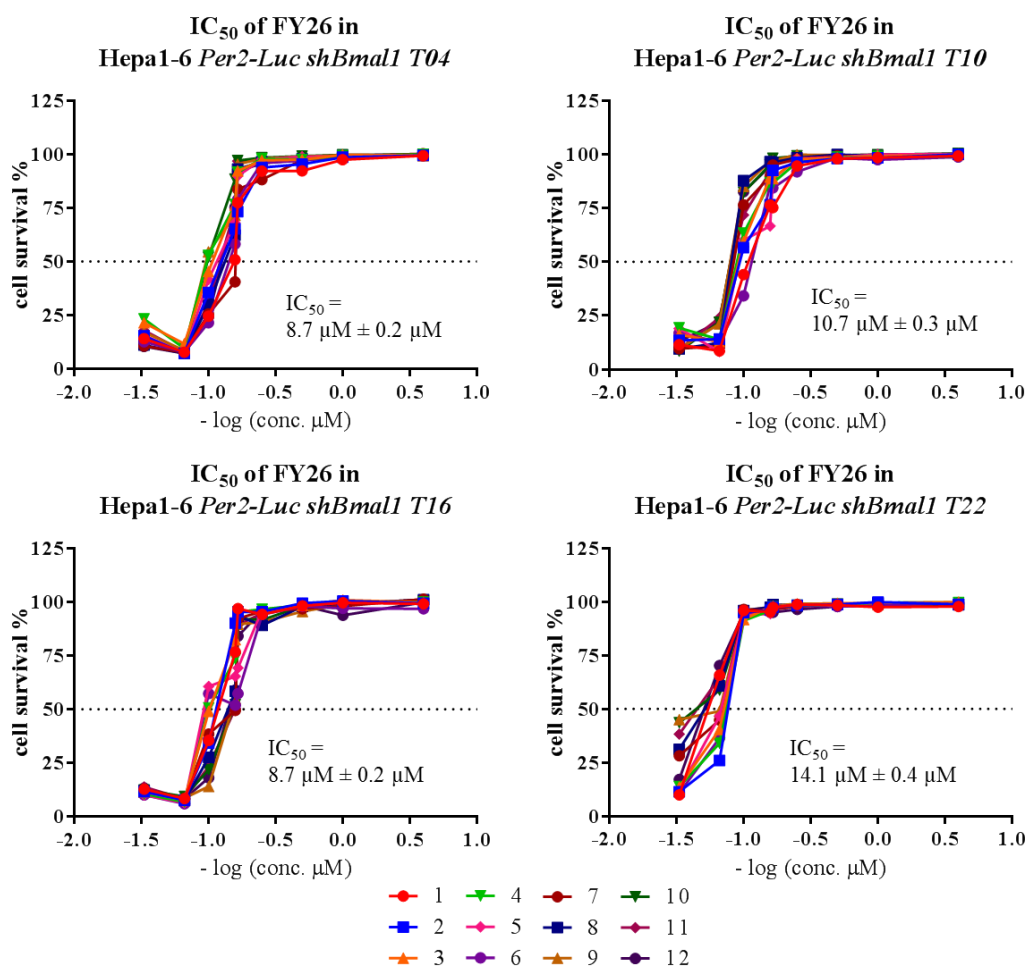 IC50 of FY26 in
Hepa1-6 Per2-Luc shBmal1 T04
125
100
75
50
25
0
cell survival %
IC50 =
8.7 µM ± 0.2 µM
-2.0 -1.5 -1.0 -0.5 0.0 0.5 1.0
- log (conc. µM)
IC50 of FY26 in
Hepa1-6 Per2-Luc shBmal1 T10
125
100
75
50
25
0
cell survival %
IC50 =
10.7 µM ± 0.3 µM
-2.0 -1.5 -1.0 -0.5 0.0 0.5 1.0
- log (conc. µM)
IC50 of FY26 in
Hepa1-6 Per2-Luc shBmal1 T16
125
100
75
50
25
0
cell survival %
IC50 =
8.7 µM ± 0.2 µM
-2.0 -1.5 -1.0 -0.5 0.0 0.5 1.0
- log (conc. µM)
IC50 of FY26 in
Hepa1-6 Per2-Luc shBmal1 T22
125
100
75
50
25
0
cell survival %
IC50 =
14.1 µM ± 0.4 µM
-2.0 -1.5 -1.0 -0.5 0.0 0.5 1.0
- log (conc. µM)
1 4 7 10
2 5 8 11
3 6 9 12